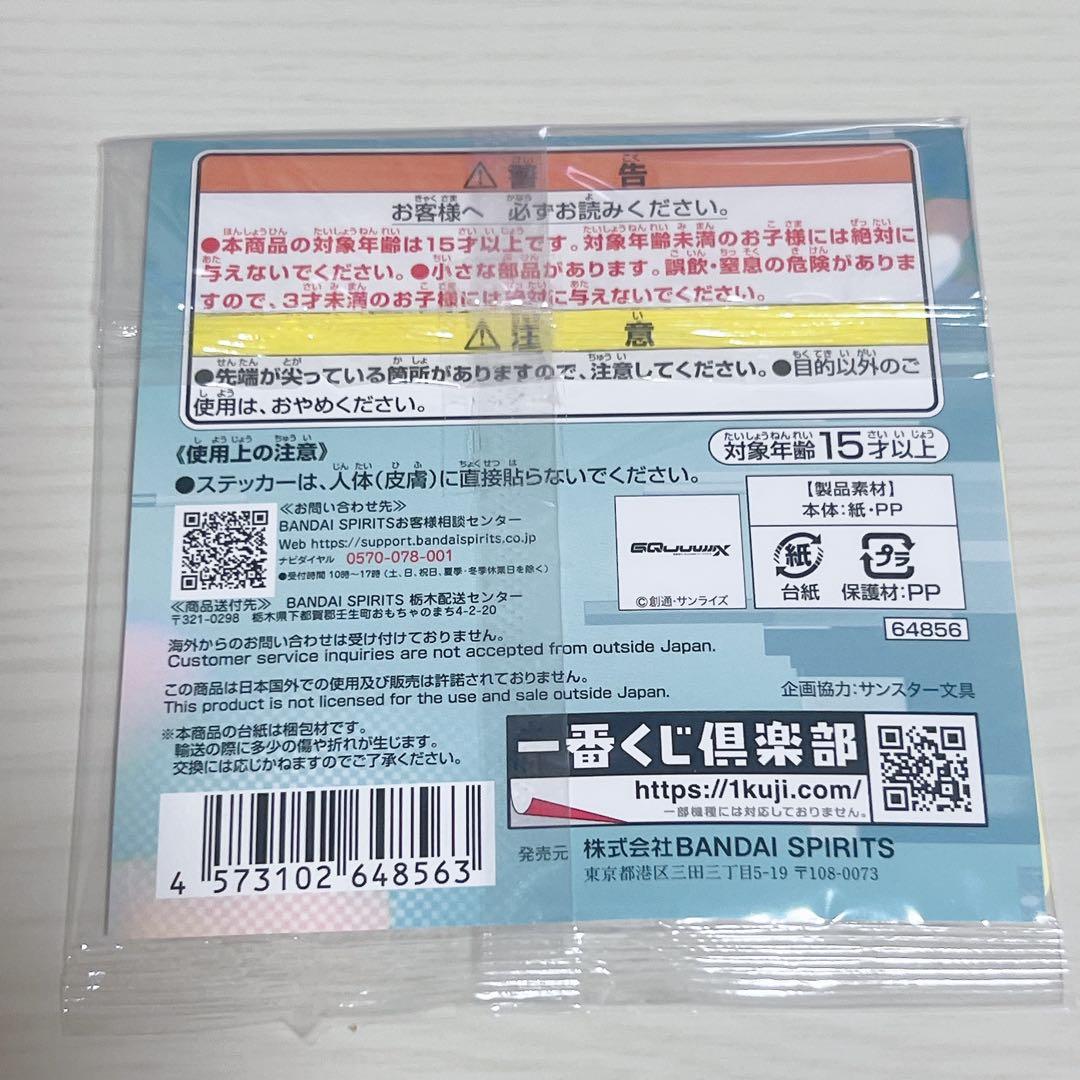 警告
お客様へ 必ずお読みください。
●本商品の対象年齢は15才以上です。対象年齢未満のお子様には絶対に
与えないでください。●小さな部品があります。誤飲・窒息の危険がありま
すので、3才未満のお子様には絶対に与えないでください。
注意
●先端が尖っている箇所がありますので、注意してください。●目的以外のご
使用は、おやめください。
《使用上の注意》
対象年齢15才以上
●ステッカーは、人体(皮膚)に直接貼らないでください。
≪お問い合わせ先≫
BANDAI SPIRITSお客様相談センター
Web https://support.bandaispirits.co.jp
ナビダイヤル 0570-078-001
●受付時間 10時〜17時 (土、日、祝日、夏季・冬季休業日を除く)
≪商品送付先≫ BANDAI SPIRITS 栃木配送センター
〒321-0298 栃木県下都賀郡壬生町おもちゃのまち4-2-20
GQuuuuuuX
©創通・サンライズ
【製品素材】
本体:紙・PP
紙
プラ
台紙 保護材:PP
64856
海外からのお問い合わせは受け付けておりません。
Customer service inquiries are not accepted from outside Japan.
この商品は日本国外での使用及び販売は許諾されておりません。
This product is not licensed for the use and sale outside Japan.
企画協力:サンスター文具
※本商品の台紙は梱包材です。
輸送の際に多少の傷や折れが生じます。
交換には応じかねますのでご了承ください。
一番くじ倶楽部
https://1kuji.com/
一部機種には対応しておりません。
4 573102 648563
発売元 株式会社BANDAI SPIRITS
東京都港区三田三丁目5-19 〒108-0073